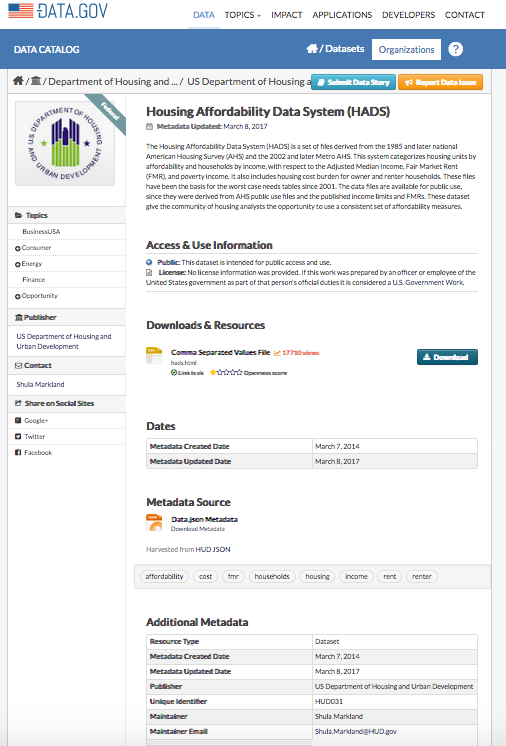 DATA.GOV
DATA TOPICS IMPACT APPLICATIONS DEVELOPERS CONTACT
DATA CATALOG
/ Datasets Organizations ?
/ / Department of Housing and ... / US Department of Housing a
Submit Data Story Report Data Issue
Federal
U.S. DEPARTMENT OF HOUSING AND URBAN DEVELOPMENT
Topics
BusinessUSA
Consumer
Energy
Finance
Opportunity
Publisher
US Department of Housing and
Urban Development
Contact
Shula Markland
Share on Social Sites
Google+
Twitter
Facebook
Housing Affordability Data System (HADS)
Metadata Updated: March 8, 2017
The Housing Affordability Data System (HADS) is a set of files derived from the 1985 and later national
American Housing Survey (AHS) and the 2002 and later Metro AHS. This system categorizes housing units by
affordability and households by income, with respect to the Adjusted Median Income, Fair Market Rent
(FMR), and poverty income. It also includes housing cost burden for owner and renter households. These files
have been the basis for the worst case needs tables since 2001. The data files are available for public use,
since they were derived from AHS public use files and the published income limits and FMRs. These dataset
give the community of housing analysts the opportunity to use a consistent set of affordability measures.
Access & Use Information
Public: This dataset is intended for public access and use.
License: No license information was provided. If this work was prepared by an officer or employee of the
United States government as part of that person's official duties it is considered a U.S. Government Work.
Downloads & Resources
Comma Separated Values File 17710 views
hads.html
Link is ok Openness score
Download
Dates
Metadata Created Date March 7, 2014
Metadata Updated Date March 8, 2017
Metadata Source
Data.json Metadata
Download Metadata
Harvested from HUD JSON
affordability cost fmr households housing income rent renter
Additional Metadata
Resource Type Dataset
Metadata Created Date March 7, 2014
Metadata Updated Date March 8, 2017
Publisher US Department of Housing and Urban Development
Unique Identifier HUD031
Maintainer Shula Markland
Maintainer Email Shula.Markland@HUD.gov